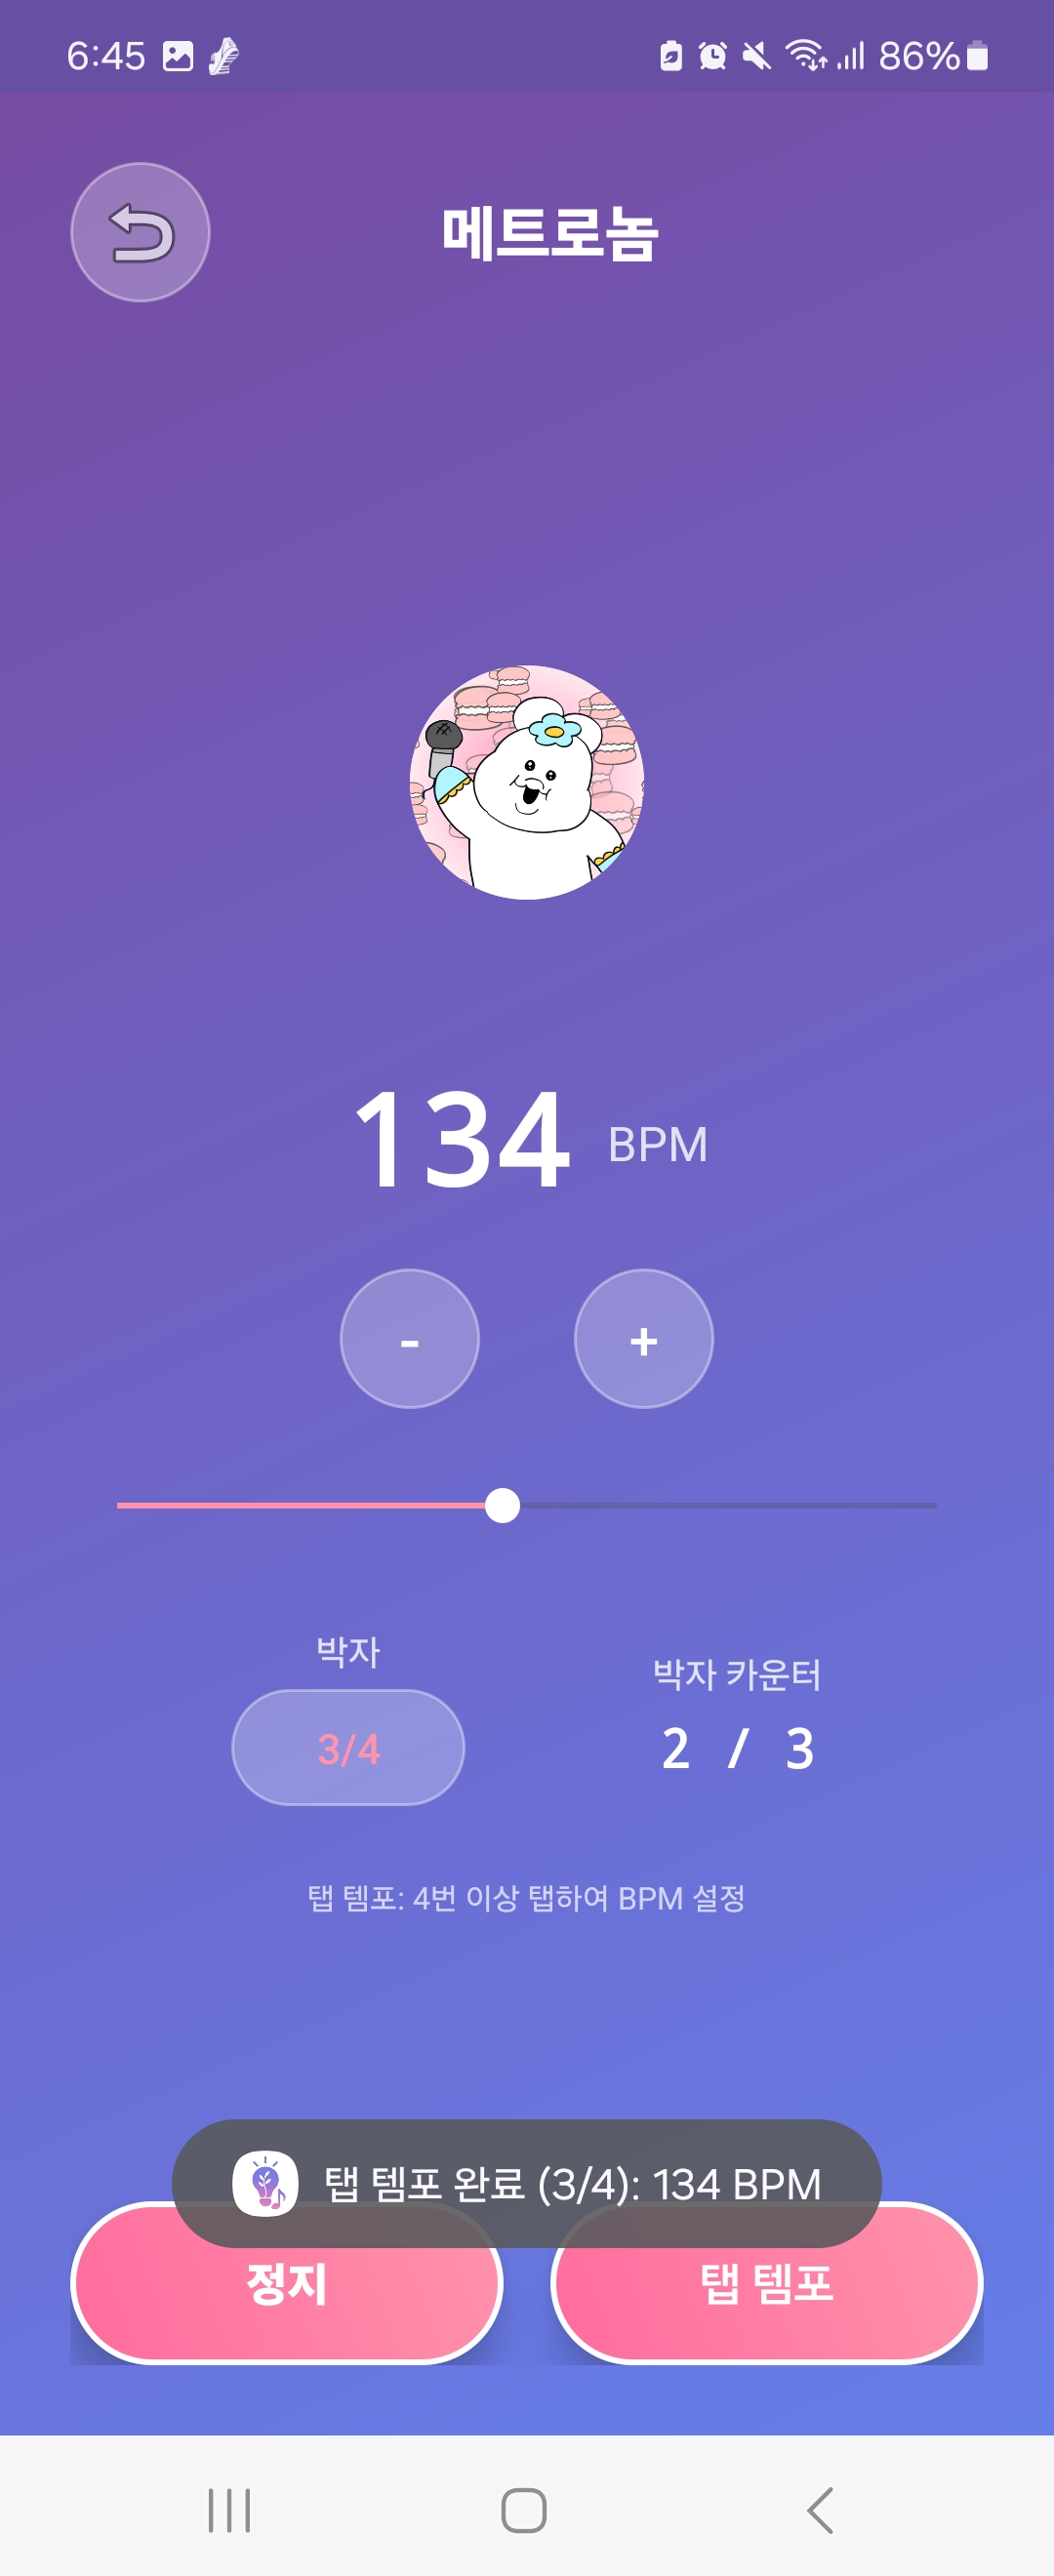 6:45 86%
메트로놈
134 BPM
- +
박자
박자 카운터
3/4
2 / 3
탭 템포: 4번 이상 탭하여 BPM 설정
탭 템포 완료 (3/4): 134 BPM
정지
탭 템포